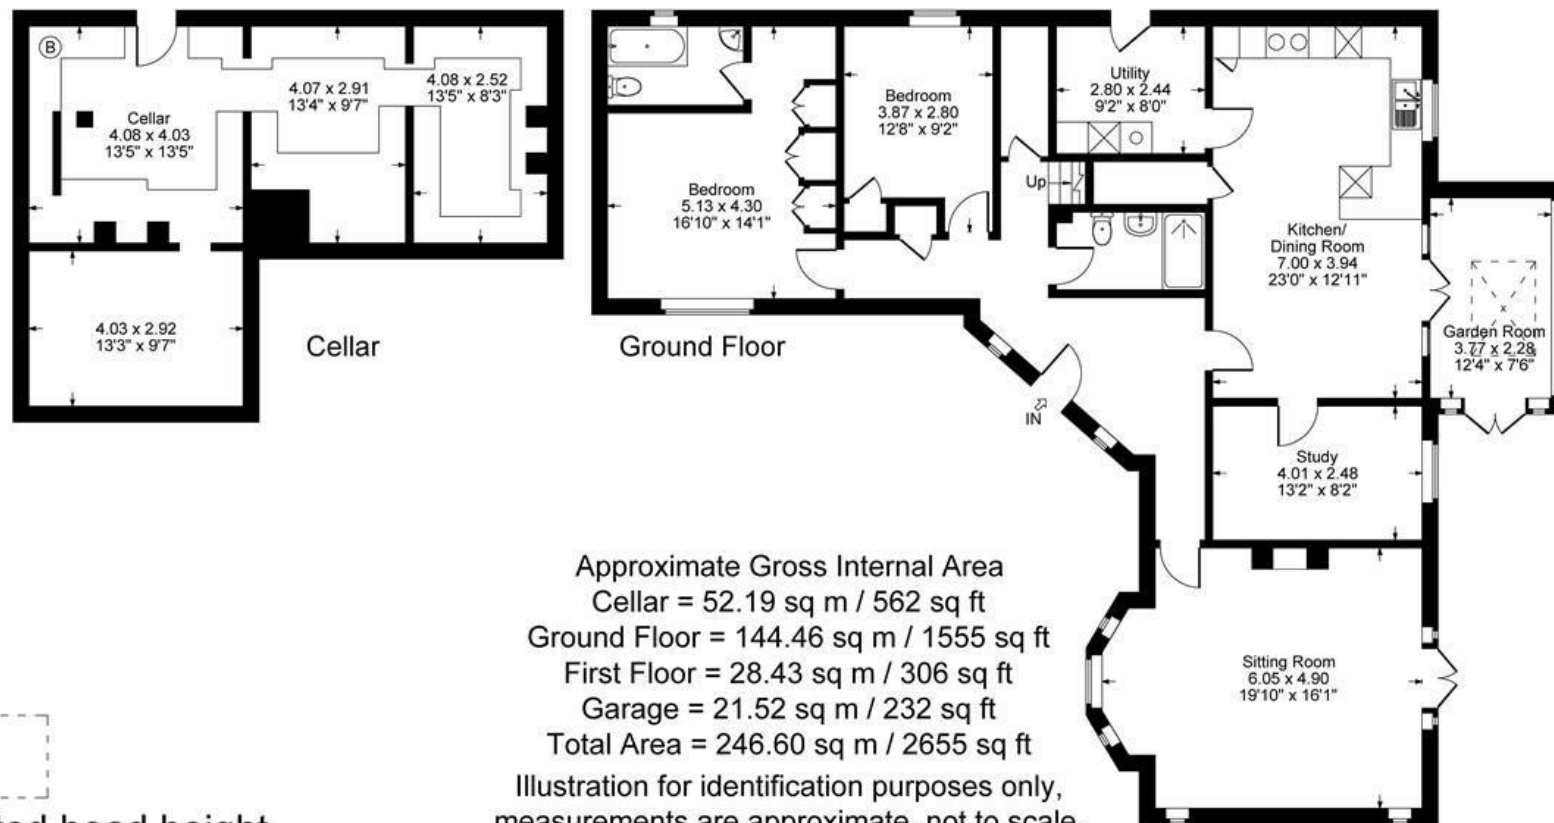 B
Cellar
4.08 x 4.03
13'5" x 13'5"
4.07 x 2.91
13'4" x 9'7"
4.08 x 2.52
13'5" x 8'3"
4.03 x 2.92
13'3" x 9'7"
Cellar
Bedroom
5.13 x 4.30
16'10" x 14'1"
Bedroom
3.87 x 2.80
12'8" x 9'2"
Utility
2.80 x 2.44
9'2" x 8'0"
Up
Kitchen/
Dining Room
7.00 x 3.94
23'0" x 12'11"
Garden Room
3.77 x 2.28
12'4" x 7'6"
IN
Study
4.01 x 2.48
13'2" x 8'2"
Sitting Room
6.05 x 4.90
19'10" x 16'1"
Ground Floor
Approximate Gross Internal Area
Cellar = 52.19 sq m / 562 sq ft
Ground Floor = 144.46 sq m / 1555 sq ft
First Floor = 28.43 sq m / 306 sq ft
Garage = 21.52 sq m / 232 sq ft
Total Area = 246.60 sq m / 2655 sq ft
Illustration for identification purposes only,
measurements are approximate, not to scale.
head height